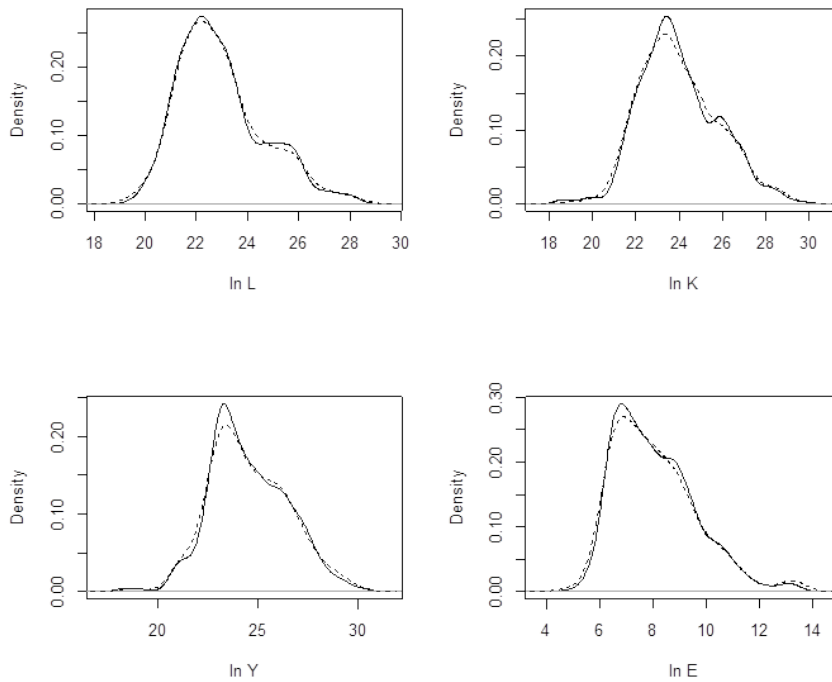 Density
0.00 0.10 0.20
18 20 22 24 26 28 30
ln L
Density
0.00 0.10 0.20
18 20 22 24 26 28 30
ln K
Density
0.00 0.10 0.20
20 25 30
ln Y
Density
0.00 0.10 0.20 0.30
4 6 8 10 12 14
ln E